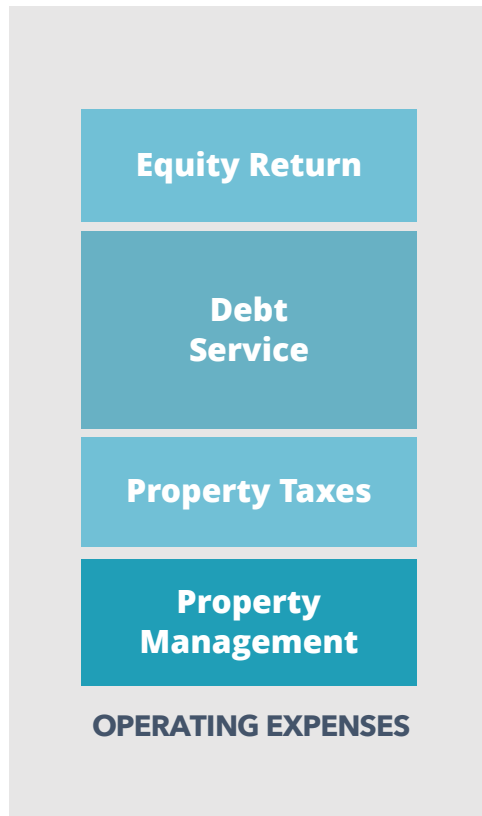 Equity Return
Debt
Service
Property Taxes
Property
Management
OPERATING EXPENSES